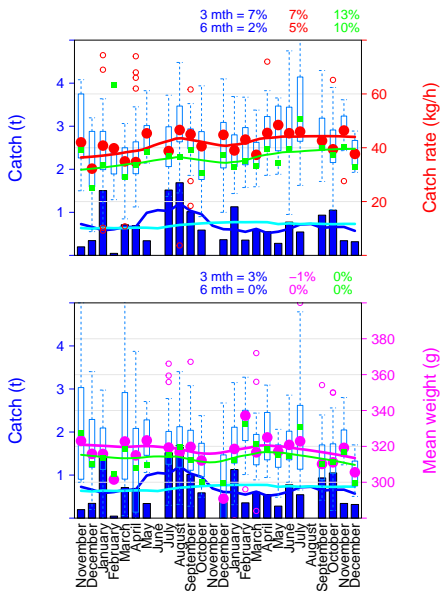 3 mth = 7% 7% 13%
6 mth = 2% 5% 10%
Catch (t)
5
4
3
2
1
Catch rate (kg/h)
60
40
20
3 mth = 3% −1% 0%
6 mth = 0% 0% 0%
Catch (t)
5
4
3
2
1
Mean weight (g)
380
360
340
320
300
November
December
January
February
March
April
May
June
July
August
September
October
November
December
January
February
March
April
May
June
July
August
September
October
November
December